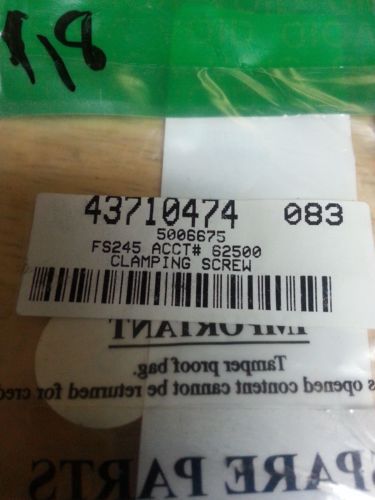 43710474 083
5006675
FS245 ACCT# 62500
CLAMPING SCREW
IMPORTANT
Tamper proof bag.
s opened content cannot be returned for cred
SPARE PARTS